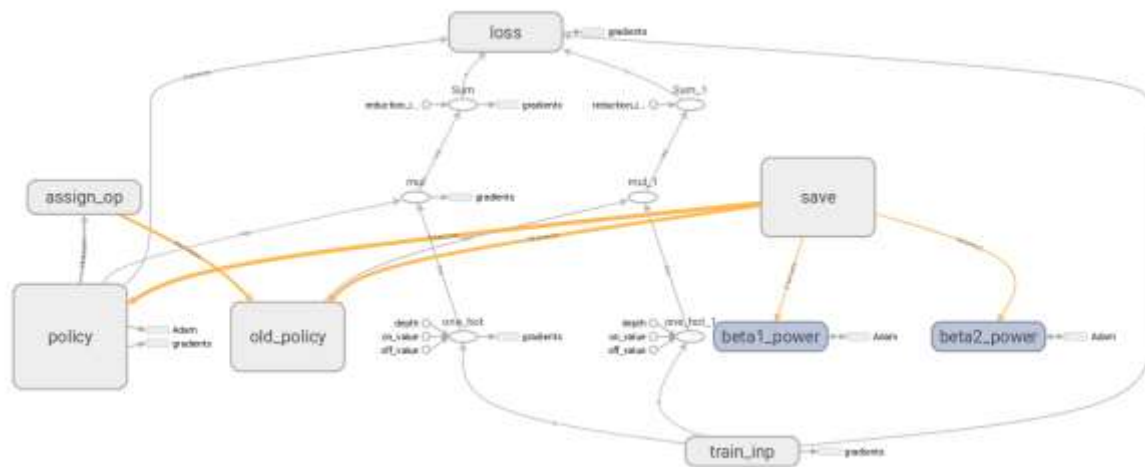 loss
gradients
Sum
Sum_1
reduction_i...
gradients
reduction_i...
assign_op
mul
gradients
mul_1
save
policy
Adam
gradients
old_policy
depth
on_value
off_value
one_hot
gradients
depth
on_value
off_value
one_hot_1
beta1_power
Adam
beta2_power
Adam
train_inp
gradients